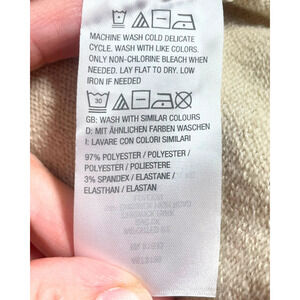 MACHINE WASH COLD DELICATE
CYCLE. WASH WITH LIKE COLORS.
ONLY NON-CHLORINE BLEACH WHEN
NEEDED. LAY FLAT TO DRY. LOW
IRON IF NEEDED
30
GB: WASH WITH SIMILAR COLOURS
D: MIT ÄHNLICHEN FARBEN WASCHEN
I: LAVARE CON COLORI SIMILARI
97% POLYESTER / POLYESTER /
POLYESTER / POLIESTERE
3% SPANDEX / ELASTANE /
ELASTHAN / ELASTAN